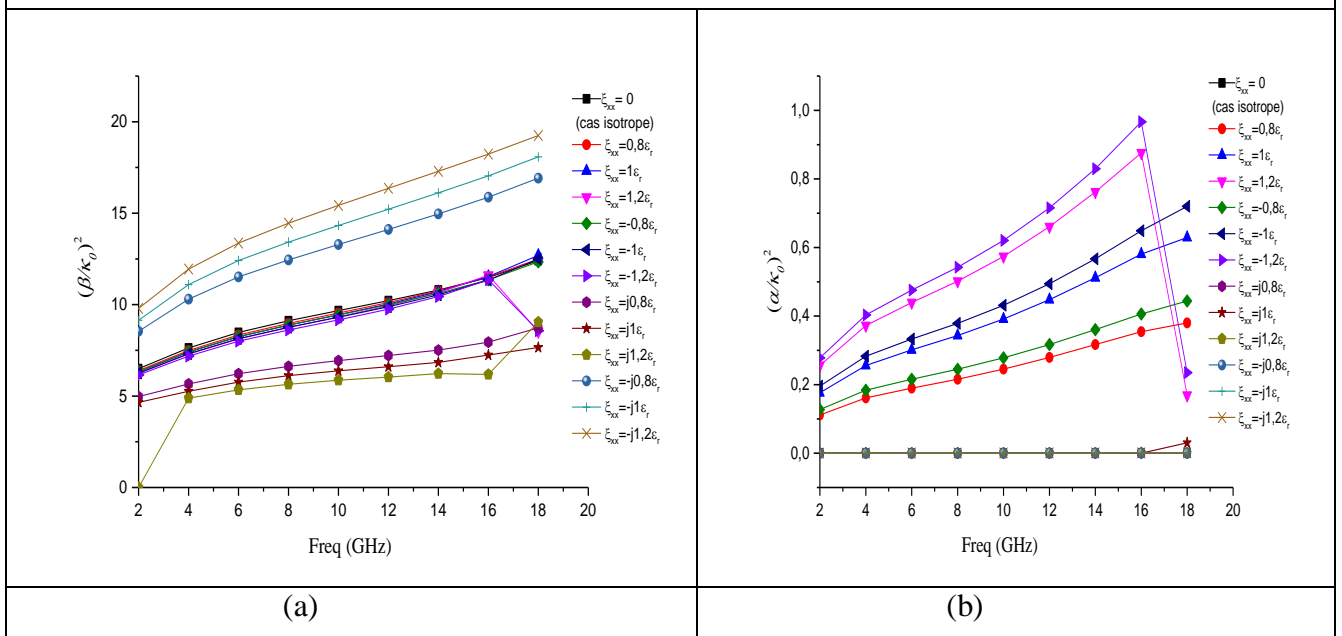 (β/κ₀)²
20
15
10
5
0
2 4 6 8 10 12 14 16 18 20
Freq (GHz)
ξxx= 0
(cas isotrope)
ξxx=0,8εr
ξxx=1εr
ξxx=1,2εr
ξxx=-0,8εr
ξxx=-1εr
ξxx=-1,2εr
ξxx=j0,8εr
ξxx=j1εr
ξxx=j1,2εr
ξxx=-j0,8εr
ξxx=-j1εr
ξxx=-j1,2εr
(a)
(α/κ₀)²
1,0
0,8
0,6
0,4
0,2
0,0
2 4 6 8 10 12 14 16 18 20
Freq (GHz)
ξxx= 0
(cas isotrope)
ξxx=0,8εr
ξxx=1εr
ξxx=1,2εr
ξxx=-0,8εr
ξxx=-1εr
ξxx=-1,2εr
ξxx=j0,8εr
ξxx=j1εr
ξxx=j1,2εr
ξxx=-j0,8εr
ξxx=-j1εr
ξxx=-j1,2εr
(b)